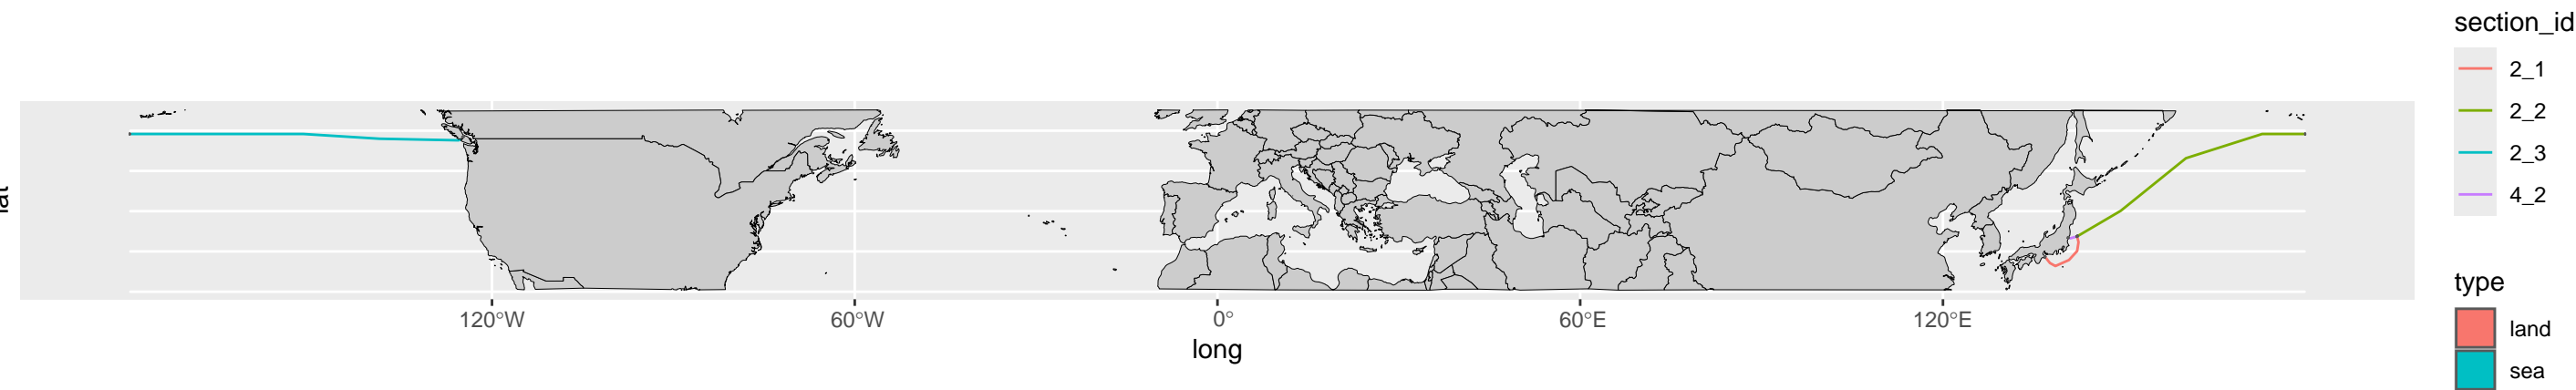 section_id
2_1
2_2
2_3
4_2
lat
120°W
60°W
0°
60°E
120°E
long
type
land
sea